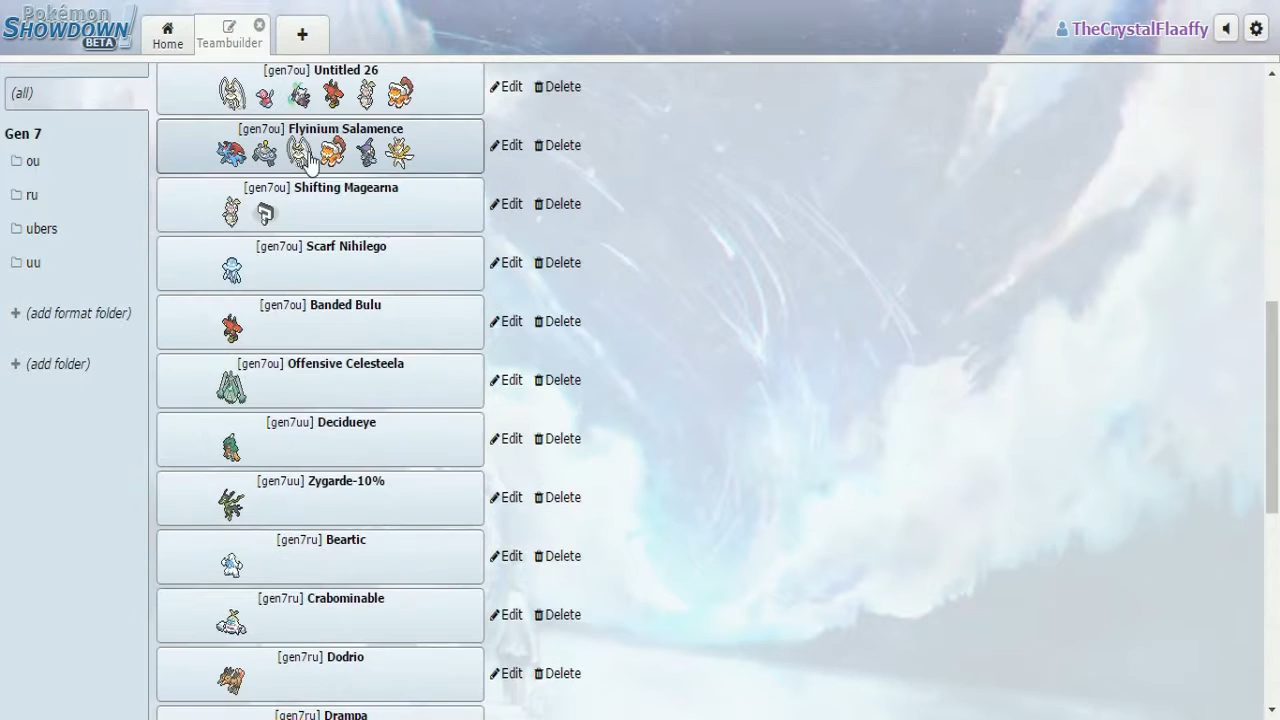 Pokémon
SHOWDOWN
BETA
Home
Teambuilder
+
TheCrystalFlaaffy
(all)
Gen 7
ou
ru
ubers
uu
+ (add format folder)
+ (add folder)
[gen7ou] Untitled 26
Edit Delete
[gen7ou] Flyinium Salamence
Edit Delete
[gen7ou] Shifting Magearna
Edit Delete
[gen7ou] Scarf Nihilego
Edit Delete
[gen7ou] Banded Bulu
Edit Delete
[gen7ou] Offensive Celesteela
Edit Delete
[gen7uu] Decidueye
Edit Delete
[gen7uu] Zygarde-10%
Edit Delete
[gen7ru] Beartic
Edit Delete
[gen7ru] Crabominable
Edit Delete
[gen7ru] Dodrio
Edit Delete
[gen7ru] Drampa